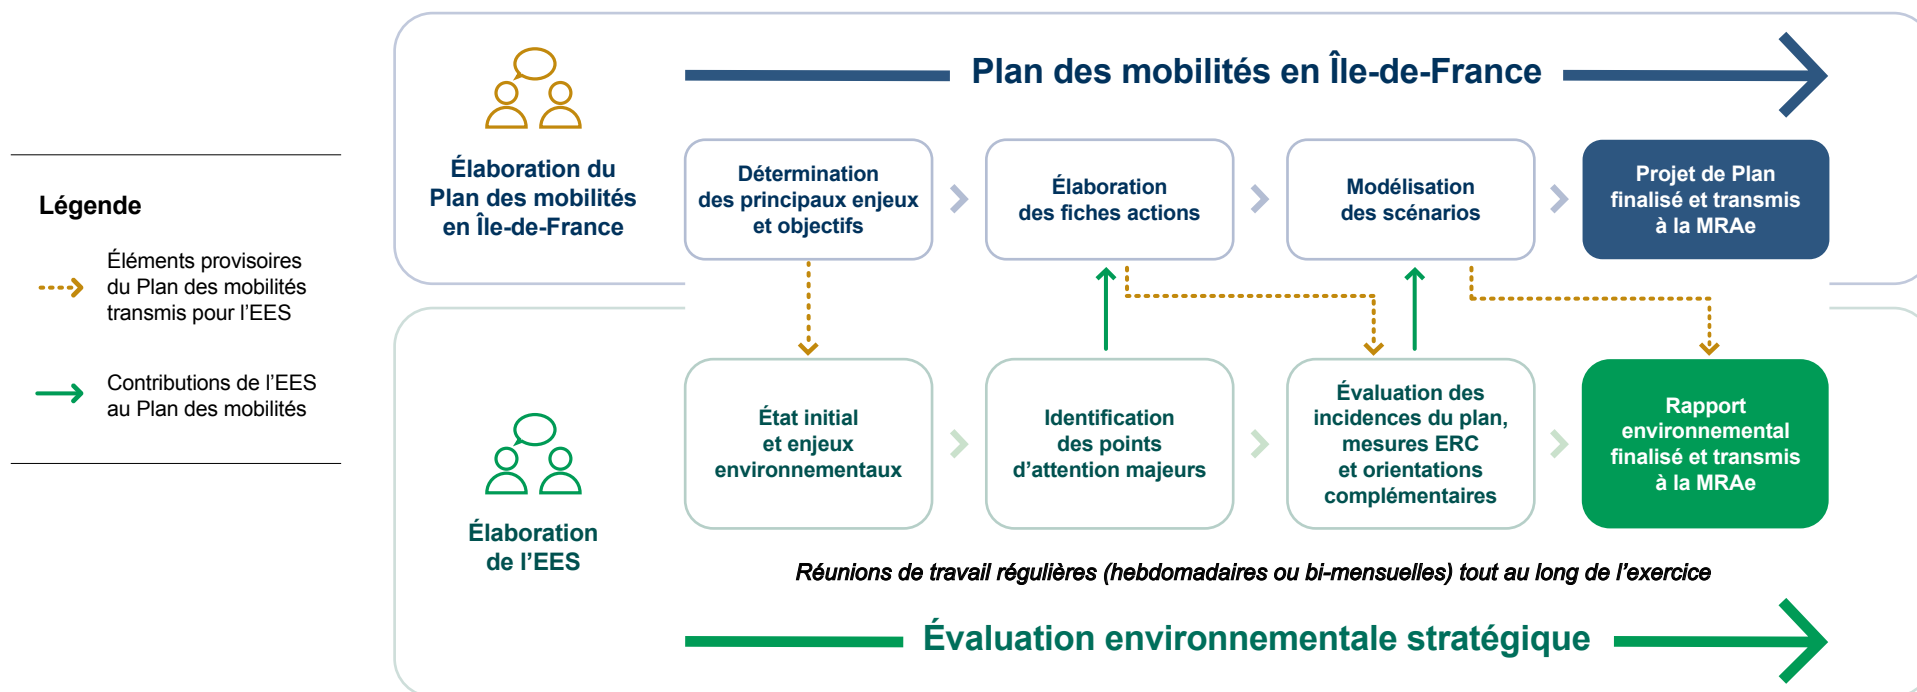 Légende
Éléments provisoires
du Plan des mobilités
transmis pour l’EES
Contributions de l’EES
au Plan des mobilités
Élaboration du
Plan des mobilités
en Île-de-France
Plan des mobilités en Île-de-France
Détermination
des principaux enjeux
et objectifs
Élaboration
des fiches actions
Modélisation
des scénarios
Projet de Plan
finalisé et transmis
à la MRAe
Élaboration
de l’EES
État initial
et enjeux
environnementaux
Identification
des points
d’attention majeurs
Évaluation des
incidences du plan,
mesures ERC
et orientations
complémentaires
Rapport
environnemental
finalisé et transmis
à la MRAe
Réunions de travail régulières (hebdomadaires ou bi-mensuelles) tout au long de l’exercice
Évaluation environnementale stratégique